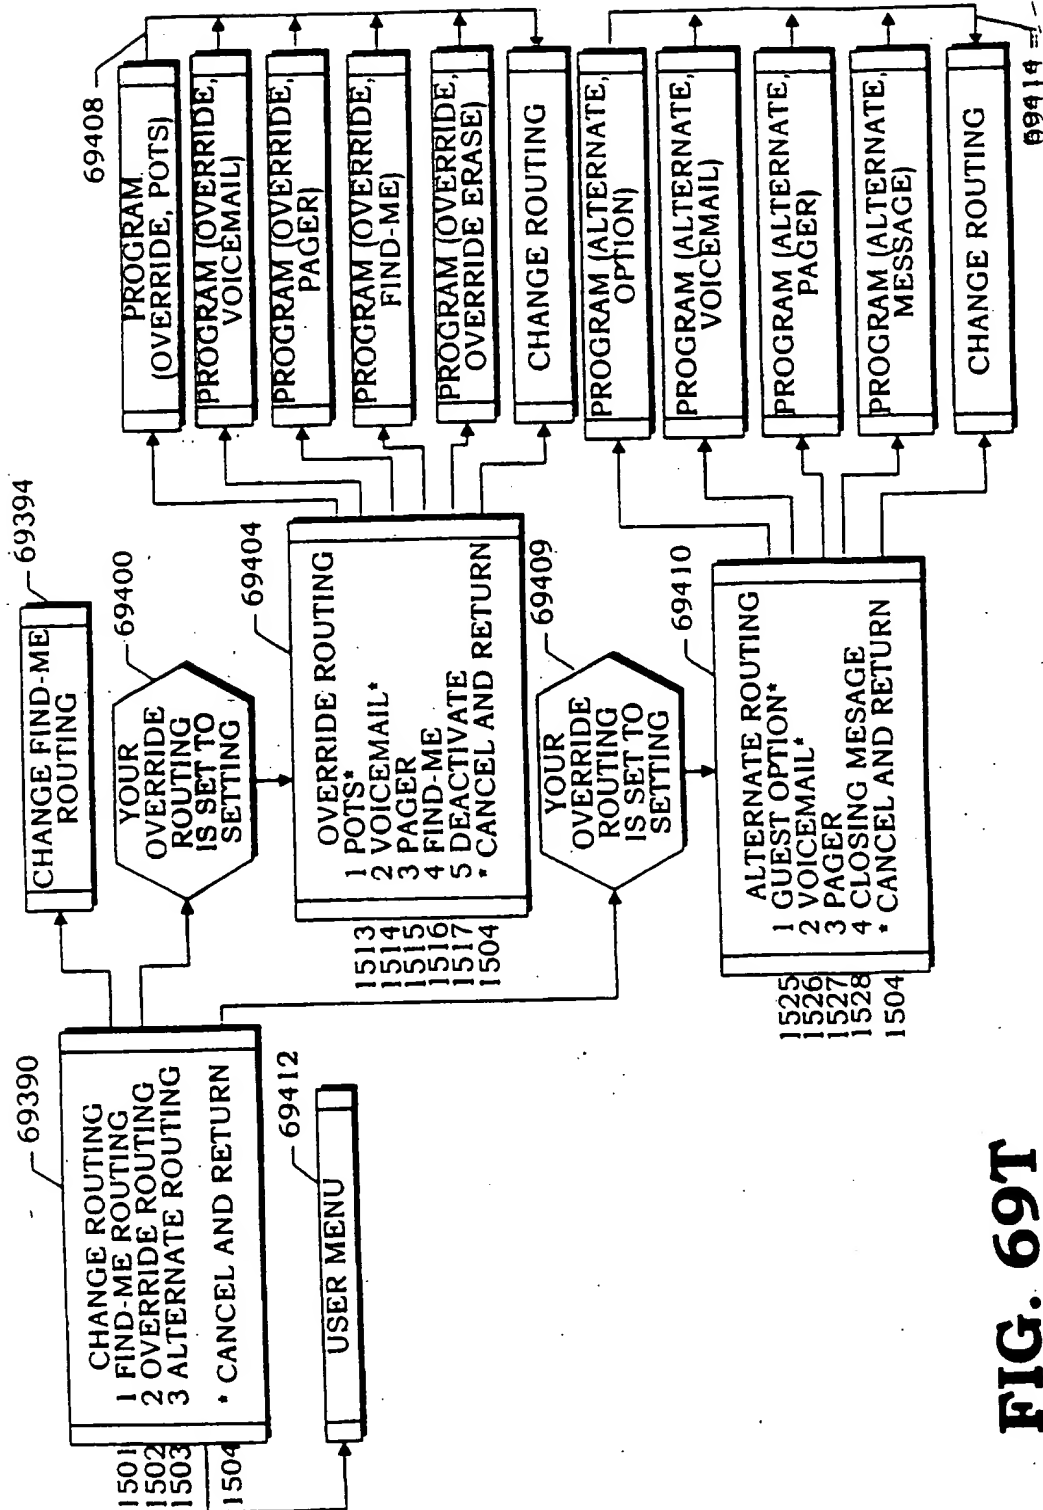 69390
CHANGE ROUTING
1501 1 FIND-ME ROUTING
1502 2 OVERRIDE ROUTING
1503 3 ALTERNATE ROUTING
1504 * CANCEL AND RETURN
69412
USER MENU
69394
CHANGE FIND-ME
ROUTING
69400
YOUR
OVERRIDE
ROUTING
IS SET TO
SETTING
69404
OVERRIDE ROUTING
1513 1 POTS*
1514 2 VOICEMAIL*
1515 3 PAGER
1516 4 FIND-ME
1517 5 DEACTIVATE
1504 * CANCEL AND RETURN
69409
YOUR
OVERRIDE
ROUTING
IS SET TO
SETTING
69410
ALTERNATE ROUTING
1525 1 GUEST OPTION*
1526 2 VOICEMAIL*
1527 3 PAGER
1528 4 CLOSING MESSAGE
1504 * CANCEL AND RETURN
69408
PROGRAM
(OVERRIDE, POTS)
PROGRAM (OVERRIDE,
VOICEMAIL)
PROGRAM (OVERRIDE,
PAGER)
PROGRAM (OVERRIDE,
FIND-ME)
PROGRAM (OVERRIDE,
OVERRIDE ERASE)
CHANGE ROUTING
PROGRAM (ALTERNATE,
OPTION)
PROGRAM (ALTERNATE,
VOICEMAIL)
PROGRAM (ALTERNATE,
PAGER)
PROGRAM (ALTERNATE,
MESSAGE)
CHANGE ROUTING
FIG. 69T